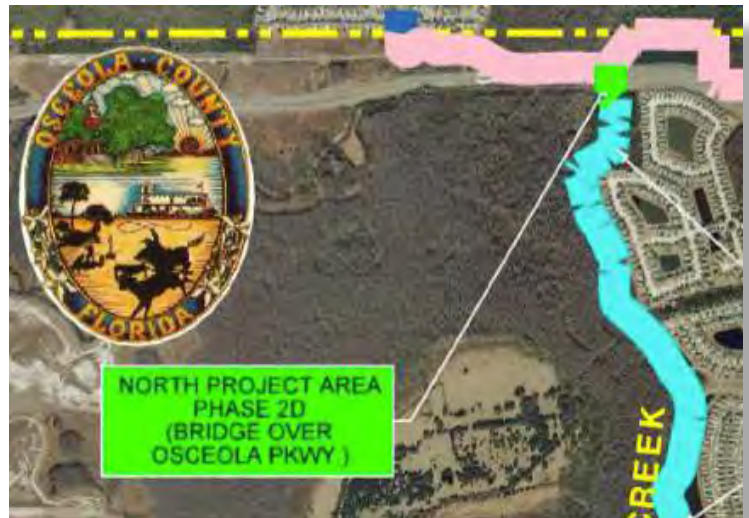 OSCEOLA · COUNTY
FLORIDA
NORTH PROJECT AREA
PHASE 2D
(BRIDGE OVER
OSCEOLA PKWY.)
CREEK